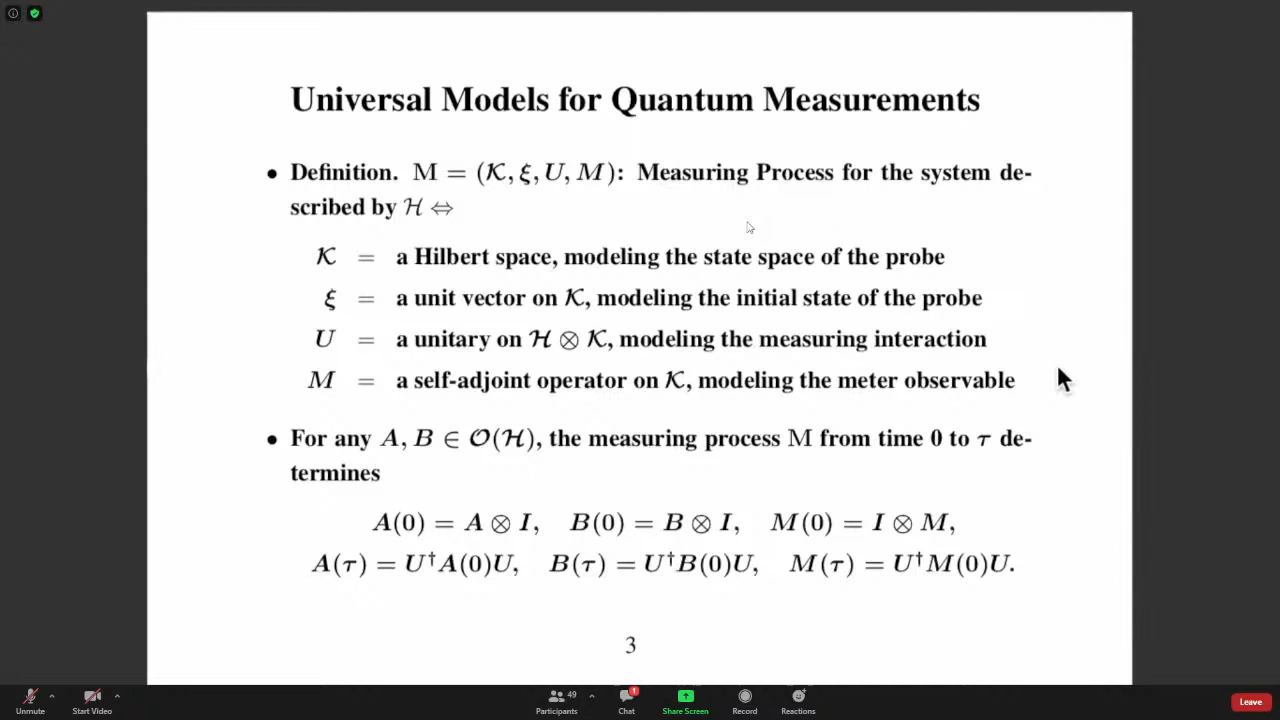 Universal Models for Quantum Measurements
• Definition. M = (𝒦, ξ, U, M): Measuring Process for the system de-
scribed by ℋ ⇔
𝒦 = a Hilbert space, modeling the state space of the probe
ξ = a unit vector on 𝒦, modeling the initial state of the probe
U = a unitary on ℋ ⊗ 𝒦, modeling the measuring interaction
M = a self-adjoint operator on 𝒦, modeling the meter observable
• For any A, B ∈ 𝒪(ℋ), the measuring process M from time 0 to τ de-
termines
A(0) = A ⊗ I, B(0) = B ⊗ I, M(0) = I ⊗ M,
A(τ) = U†A(0)U, B(τ) = U†B(0)U, M(τ) = U†M(0)U.
3
Unmute Start Video Participants 49 Chat 1 Share Screen Record Reactions Leave